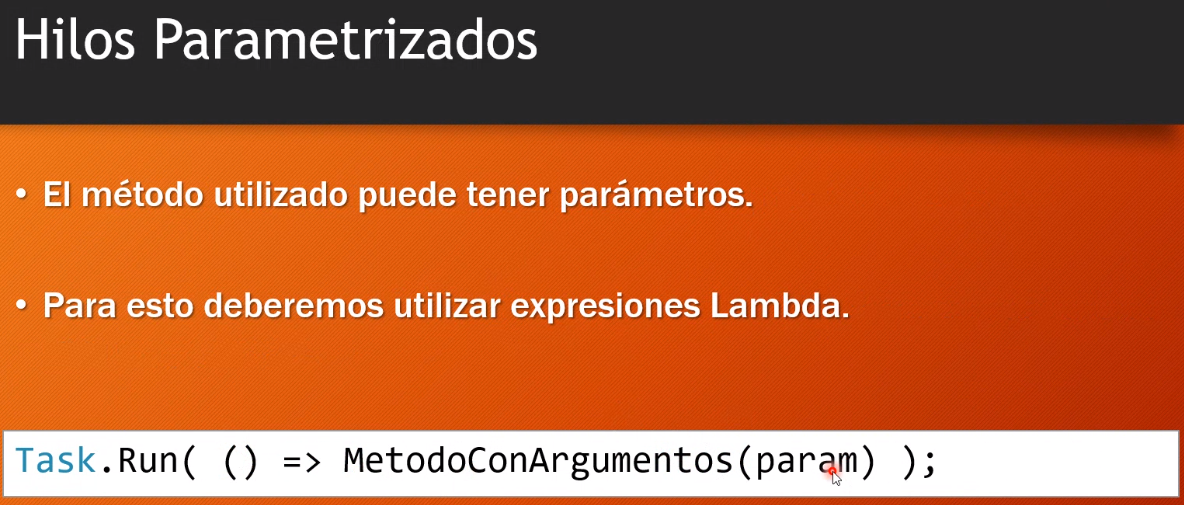 Hilos Parametrizados
• El método utilizado puede tener parámetros.
• Para esto deberemos utilizar expresiones Lambda.
Task.Run( () => MetodoConArgumentos(param) );